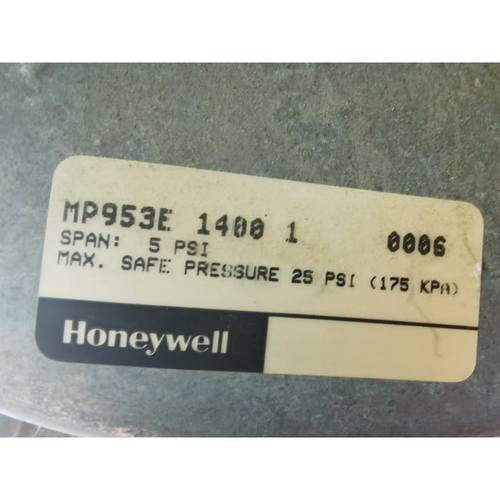 MP953E 1400 1 0006
SPAN: 5 PSI
MAX. SAFE PRESSURE 25 PSI (175 KPA)
Honeywell